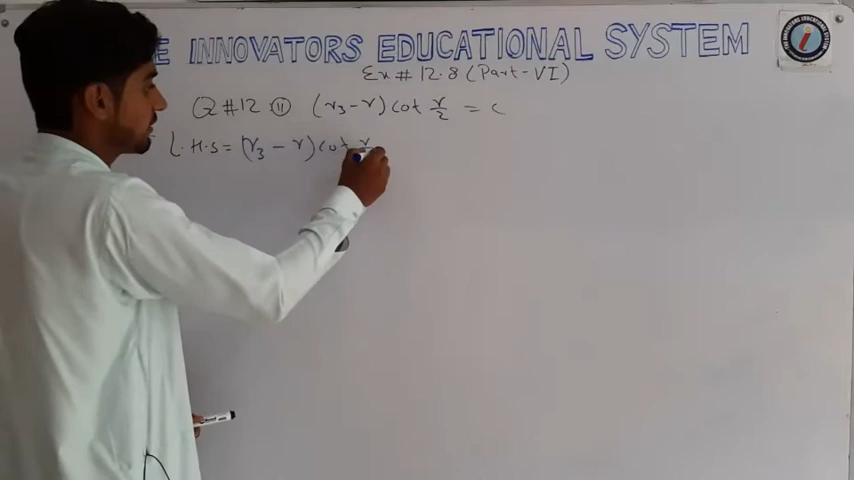 E INNOVATORS EDUCATIONAL SYSTEM
Ex # 12.8 (Part-VI)
Q #12 (ii) (r3 - r) cot γ/2 = c
L.H.S = (r3 - r) cot γ